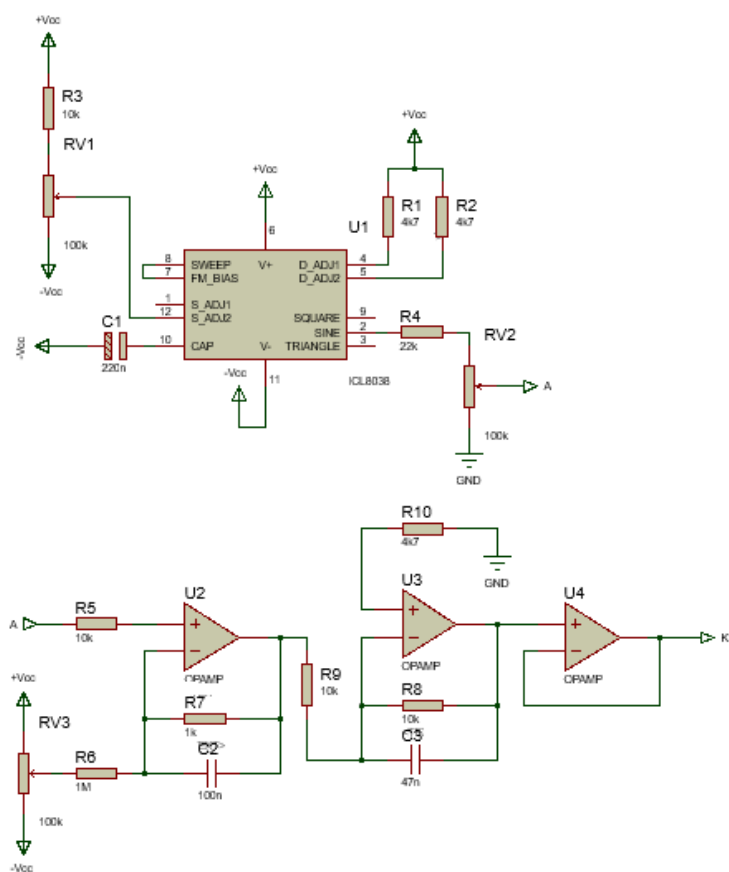 +Vcc
R3
10k
RV1
100k
-Vcc
+Vcc
+Vcc
R1
4k7
R2
4k7
U1
6
8
SWEEP
V+
D_ADJ1
4
7
FM_BIAS
D_ADJ2
5
1
S_ADJ1
12
S_ADJ2
SQUARE
9
SINE
2
R4
22k
RV2
-Vcc
C1
220n
10
CAP
V-
TRIANGLE
3
-Vcc
11
ICL8038
A
100k
GND
R10
4k7
GND
A
R5
10k
U2
OPAMP
U3
OPAMP
U4
OPAMP
K
+Vcc
RV3
100k
-Vcc
R6
1M
R7
1k
C2
100n
R9
10k
R8
10k
C3
47n